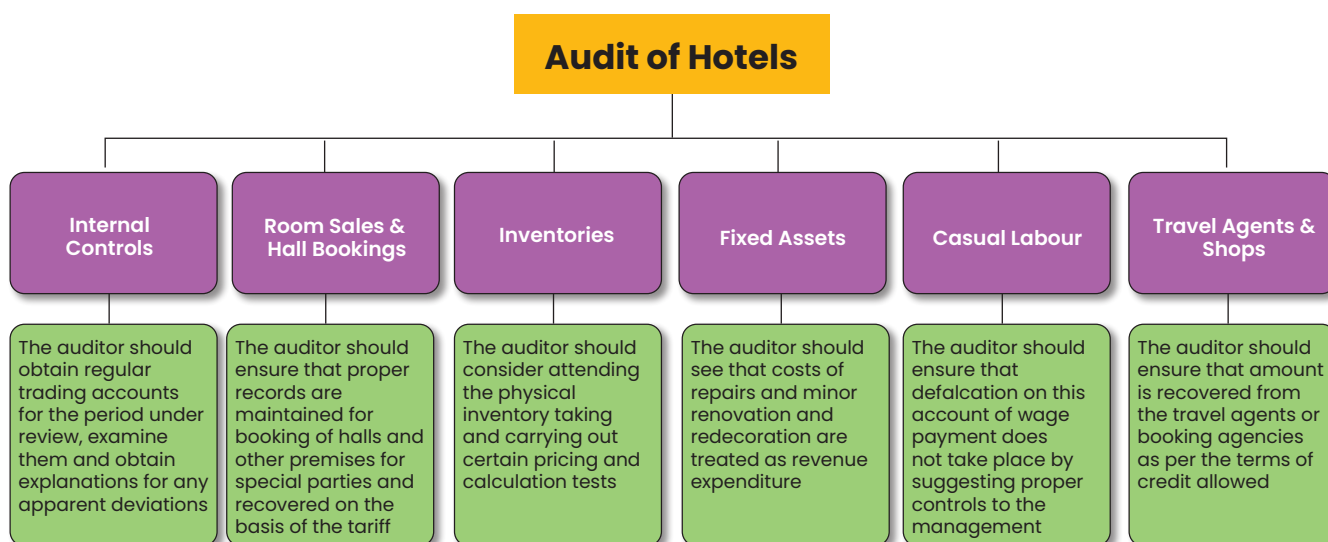 Audit of Hotels
Internal
Controls
Room Sales &
Hall Bookings
Inventories
Fixed Assets
Casual Labour
Travel Agents &
Shops
The auditor should
obtain regular
trading accounts
for the period under
review, examine
them and obtain
explanations for any
apparent deviations
The auditor should
ensure that proper
records are
maintained for
booking of halls and
other premises for
special parties and
recovered on the
basis of the tariff
The auditor should
consider attending
the physical
inventory taking
and carrying out
certain pricing and
calculation tests
The auditor should
see that costs of
repairs and minor
renovation and
redecoration are
treated as revenue
expenditure
The auditor should
ensure that
defalcation on this
account of wage
payment does
not take place by
suggesting proper
controls to the
management
The auditor should
ensure that amount
is recovered from
the travel agents or
booking agencies
as per the terms of
credit allowed